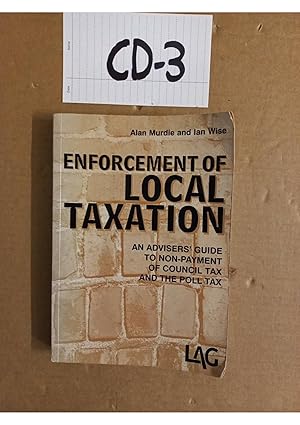 CD-3
Alan Murdie and Ian Wise
ENFORCEMENT OF
LOCAL
TAXATION
AN ADVISERS' GUIDE
TO NON-PAYMENT
OF COUNCIL TAX
AND THE POLL TAX
LAG